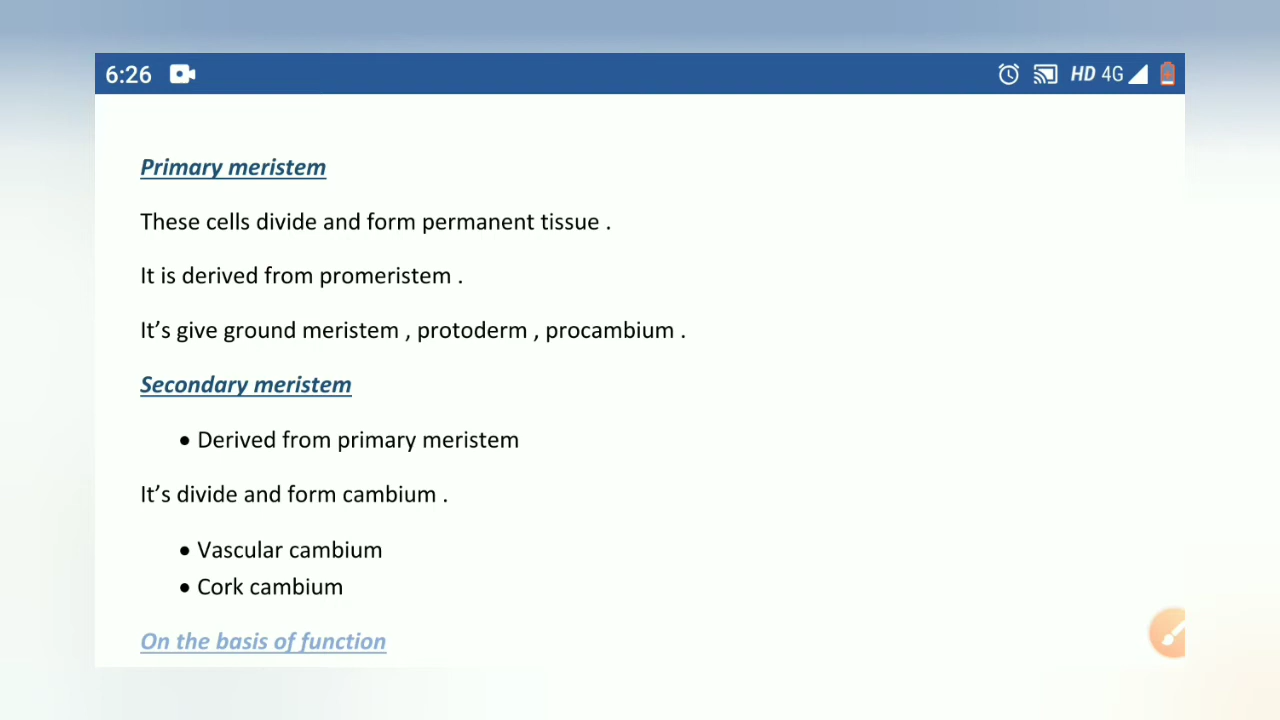 6:26 HD 4G
Primary meristem
These cells divide and form permanent tissue .
It is derived from promeristem .
It’s give ground meristem , protoderm , procambium .
Secondary meristem
• Derived from primary meristem
It’s divide and form cambium .
• Vascular cambium
• Cork cambium
On the basis of function